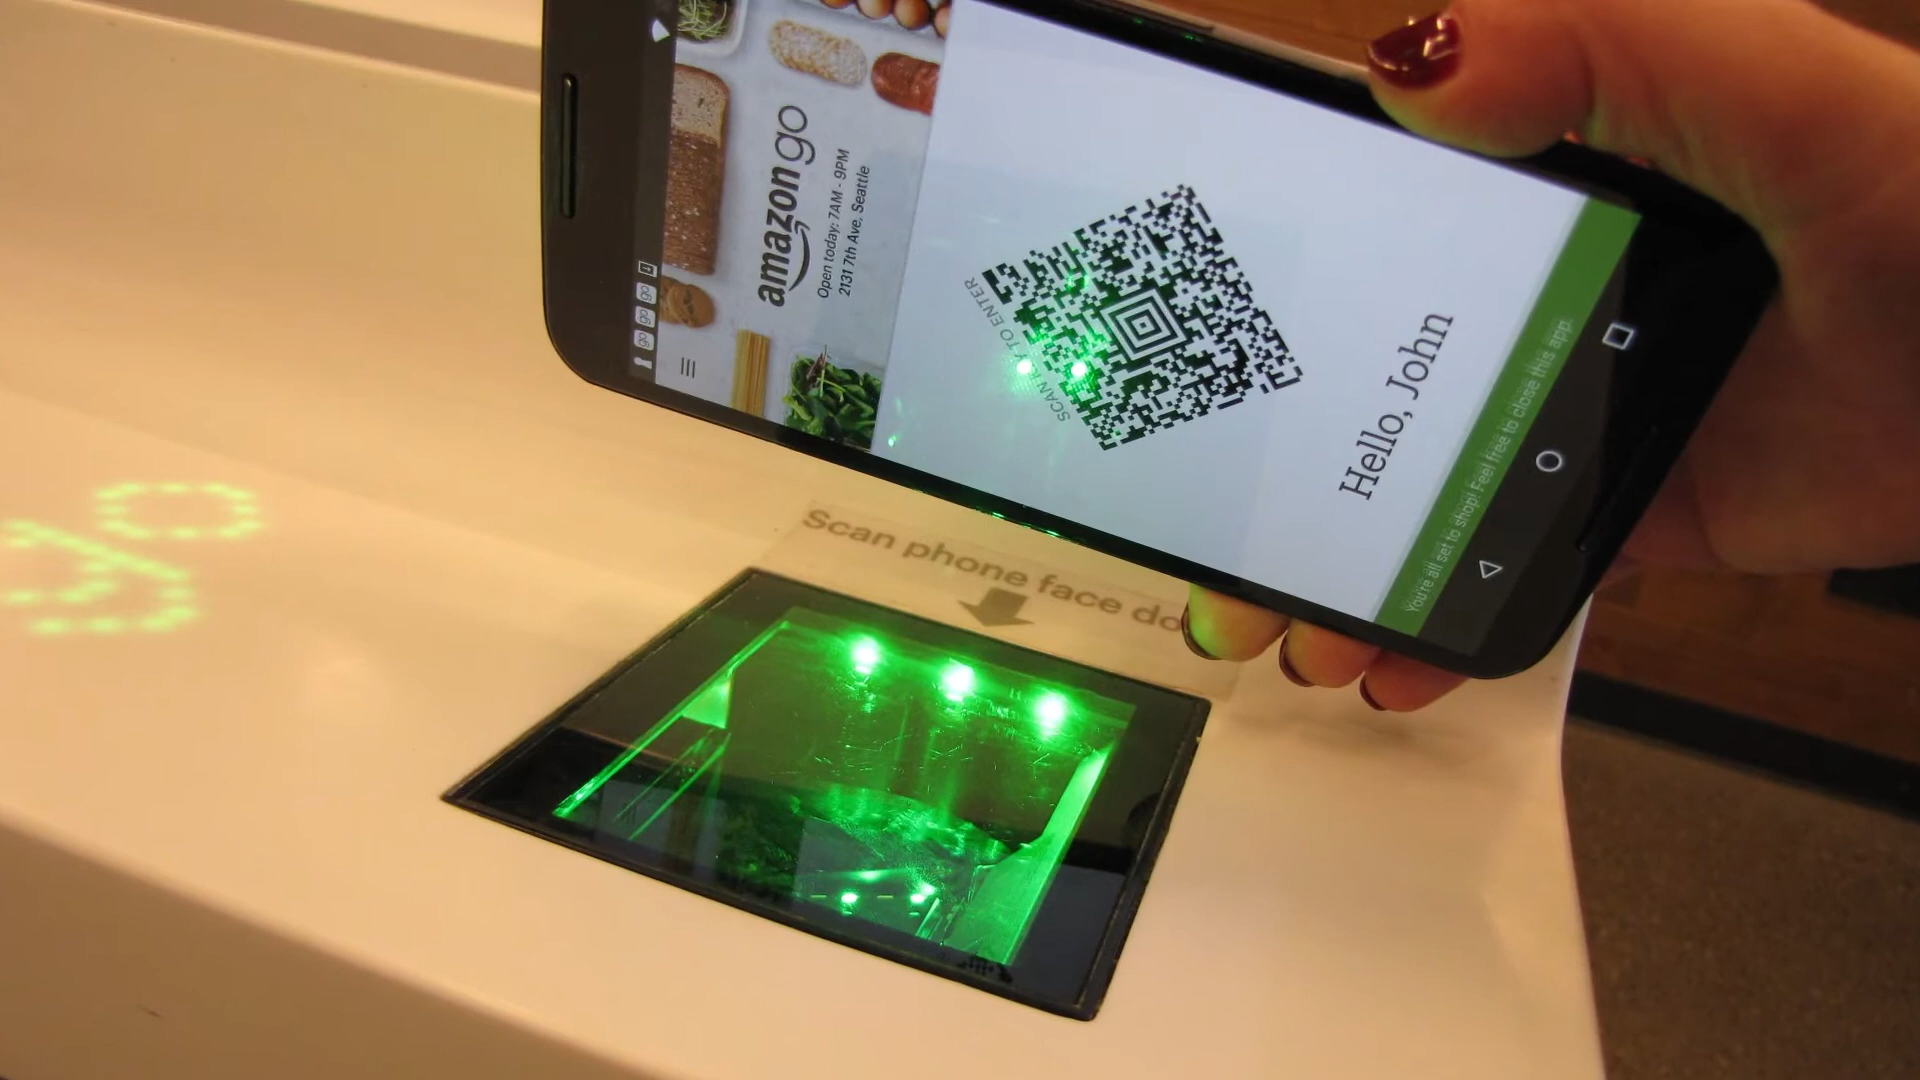 amazon go
Open today: 7AM - 9PM
2131 7th Ave, Seattle
SCAN TO ENTER
Hello, John
You're all set to shop! Feel free to close this app.
Scan phone face do
go